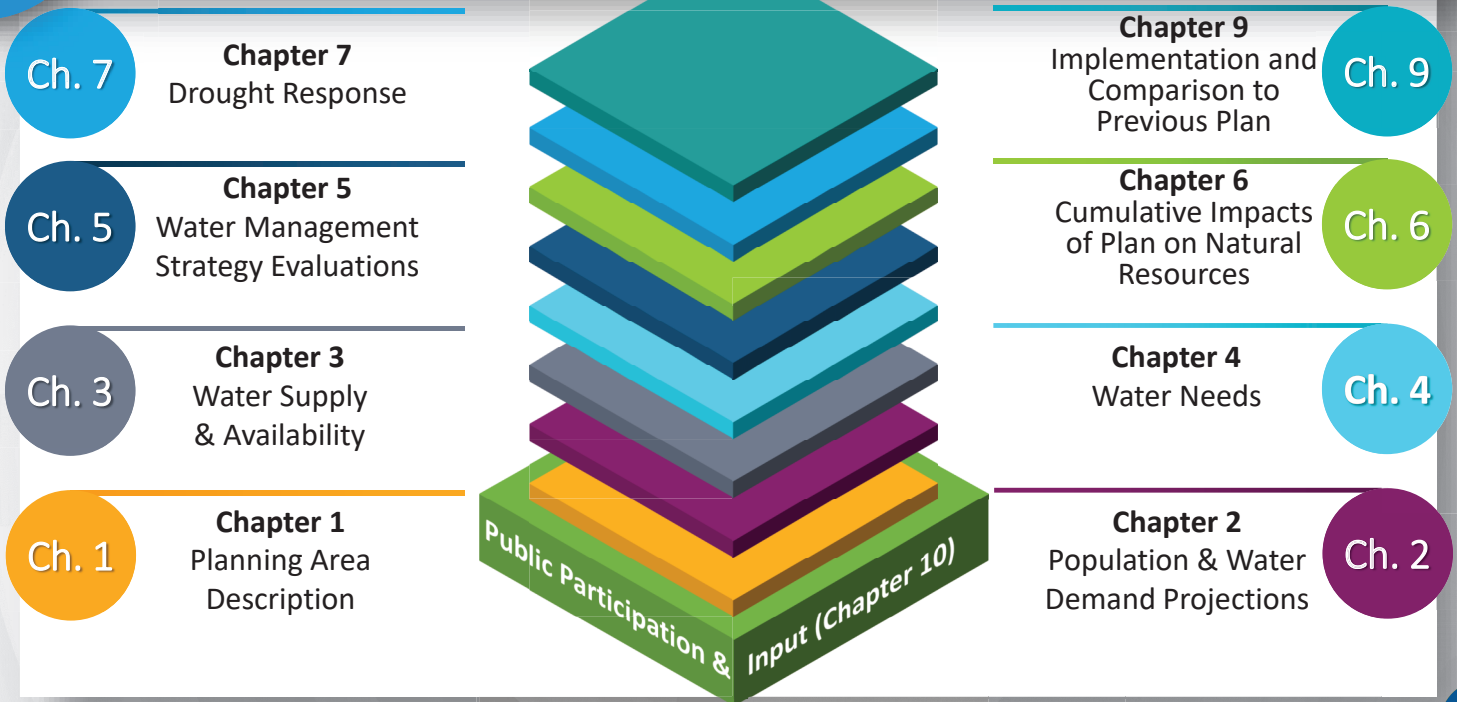 Ch. 7
Chapter 7
Drought Response
Chapter 9
Implementation and
Comparison to
Previous Plan
Ch. 9
Ch. 5
Chapter 5
Water Management
Strategy Evaluations
Chapter 6
Cumulative Impacts
of Plan on Natural
Resources
Ch. 6
Ch. 3
Chapter 3
Water Supply
& Availability
Chapter 4
Water Needs
Ch. 4
Ch. 1
Chapter 1
Planning Area
Description
Chapter 2
Population & Water
Demand Projections
Ch. 2
Public Participation &
Input (Chapter 10)